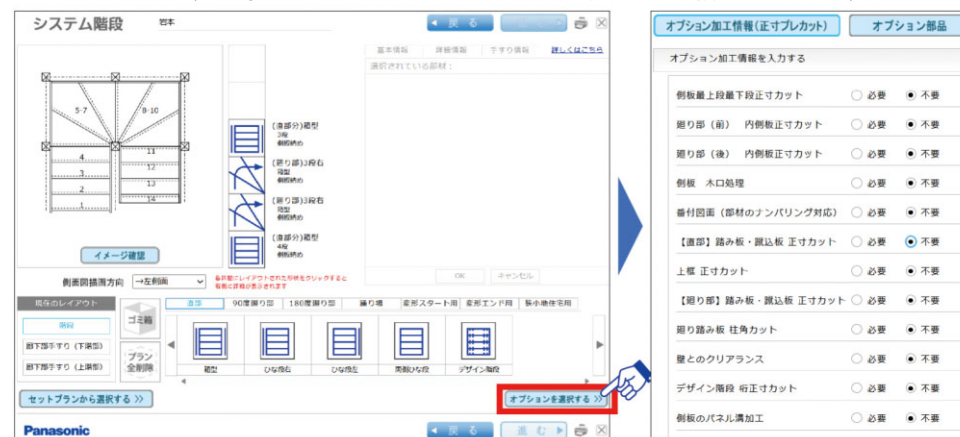 システム階段
岩本
戻る
基本情報
詳細情報
手すり情報
詳しくはこちら
選択されている部材：
5-7
8-10
4
3
2
1
11
12
13
14
(直部分)箱型
3段
側板納め
(廻り部)3段右
箱型
側板納め
(廻り部)3段右
箱型
側板納め
(直部分)箱型
4段
側板納め
イメージ確認
側面図描画方向
→左側面
OK
キャンセル
現在のレイアウト
階段
廊下部手すり（下階部）
廊下部手すり（上階部）
ゴミ箱
プラン
全削除
直部
90度廻り部
180度廻り部
踊り場
変形スタート用
変形エンド用
狭小地住宅用
箱型
ひな段右
ひな段左
両側ひな段
デザイン階段
セットプランから選択する
オプションを選択する
Panasonic
戻る
進む
オプション加工情報(正寸プレカット)
オプション部品
オプション加工情報を入力する
側板最上段最下段正寸カット 必要 不要
廻り部（前） 内側板正寸カット 必要 不要
廻り部（後） 内側板正寸カット 必要 不要
側板 木口処理 必要 不要
番付図面（部材のナンバリング対応） 必要 不要
【直部】踏み板・蹴込板 正寸カット 必要 不要
上框 正寸カット 必要 不要
【廻り部】踏み板・蹴込板 正寸カット 必要 不要
廻り踏み板 柱角カット 必要 不要
壁とのクリアランス 必要 不要
デザイン階段 桁正寸カット 必要 不要
側板のパネル溝加工 必要 不要